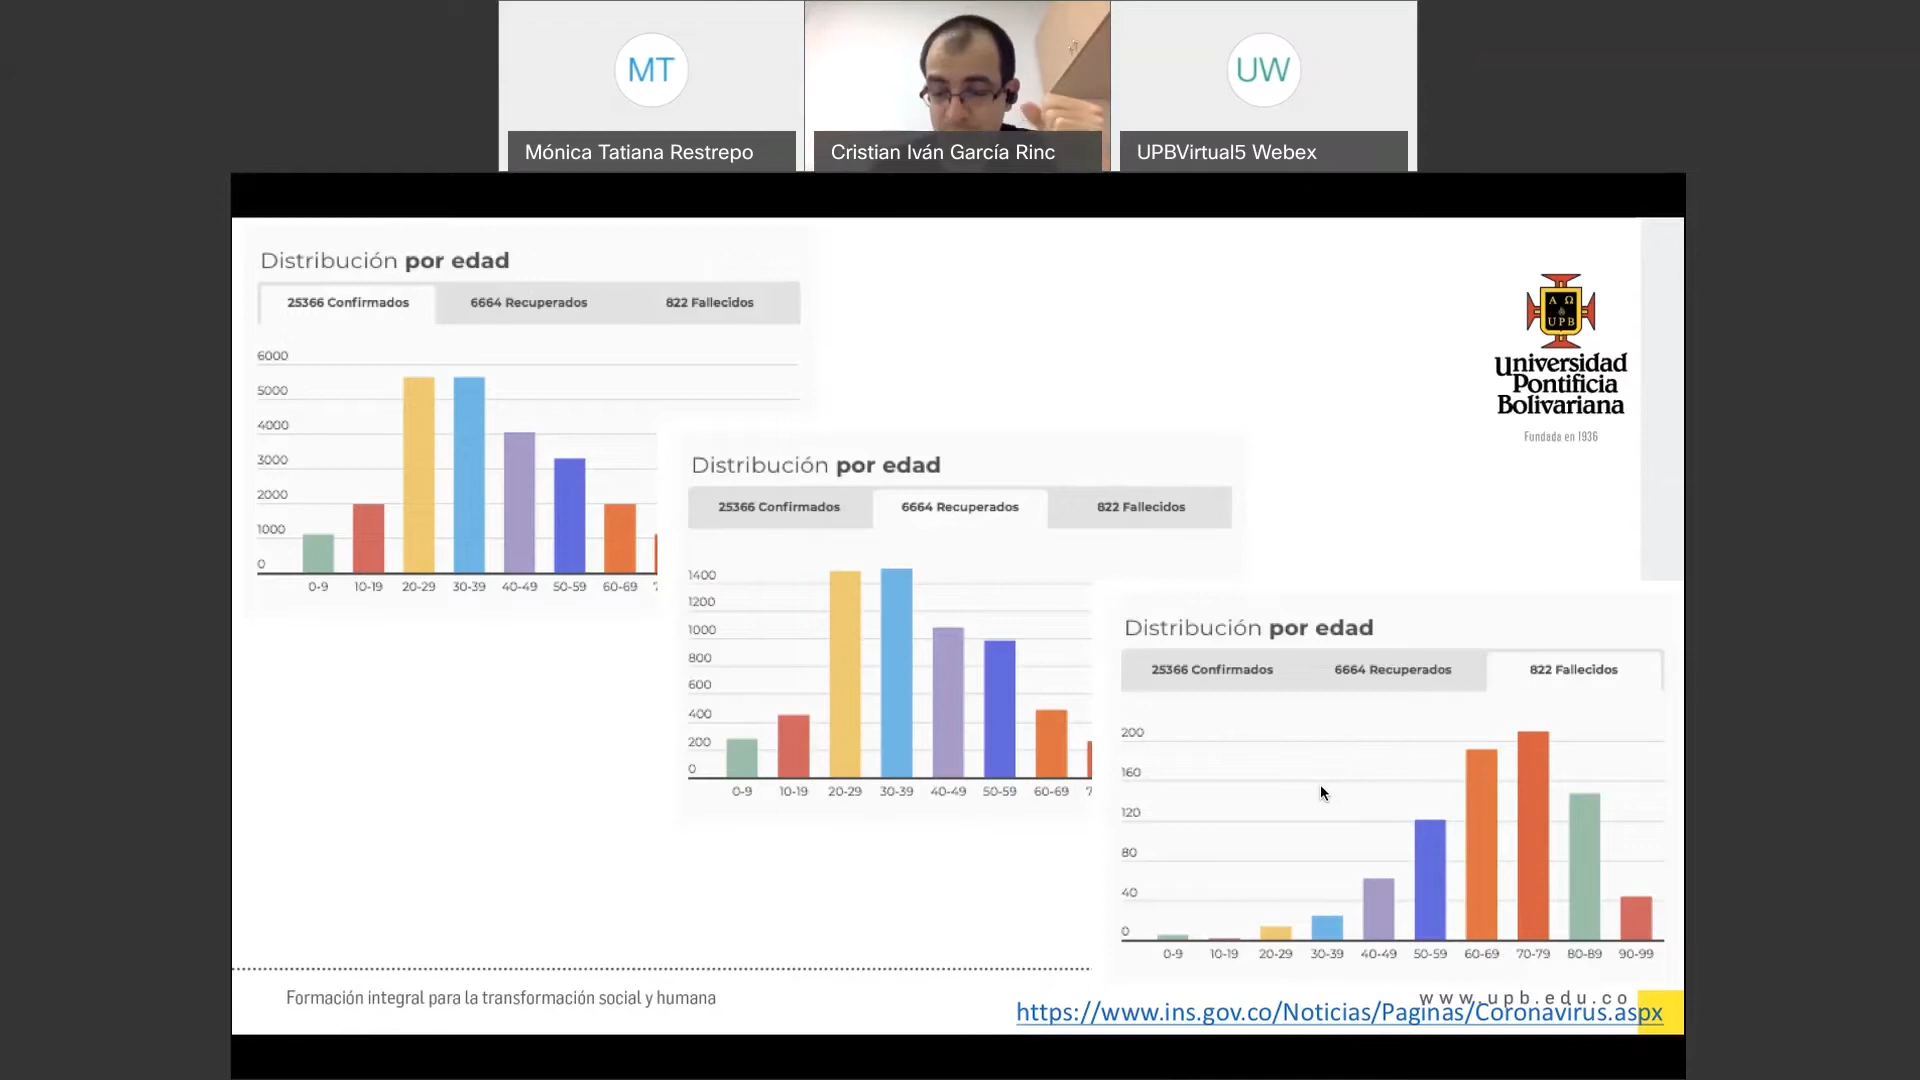 MT
UW
Mónica Tatiana Restrepo
Cristian Iván García Rinc
UPBVirtual5 Webex
Distribución por edad
25366 Confirmados 6664 Recuperados 822 Fallecidos
6000
5000
4000
3000
2000
1000
0
0-9 10-19 20-29 30-39 40-49 50-59 60-69 7
Distribución por edad
25366 Confirmados 6664 Recuperados 822 Fallecidos
1400
1200
1000
800
600
400
200
0
0-9 10-19 20-29 30-39 40-49 50-59 60-69 7
Distribución por edad
25366 Confirmados 6664 Recuperados 822 Fallecidos
200
160
120
80
40
0
0-9 10-19 20-29 30-39 40-49 50-59 60-69 70-79 80-89 90-99
Α Ω
UPB
Universidad
Pontificia
Bolivariana
Fundada en 1936
Formación integral para la transformación social y humana
www.upb.edu.co
https://www.ins.gov.co/Noticias/Paginas/Coronavirus.aspx